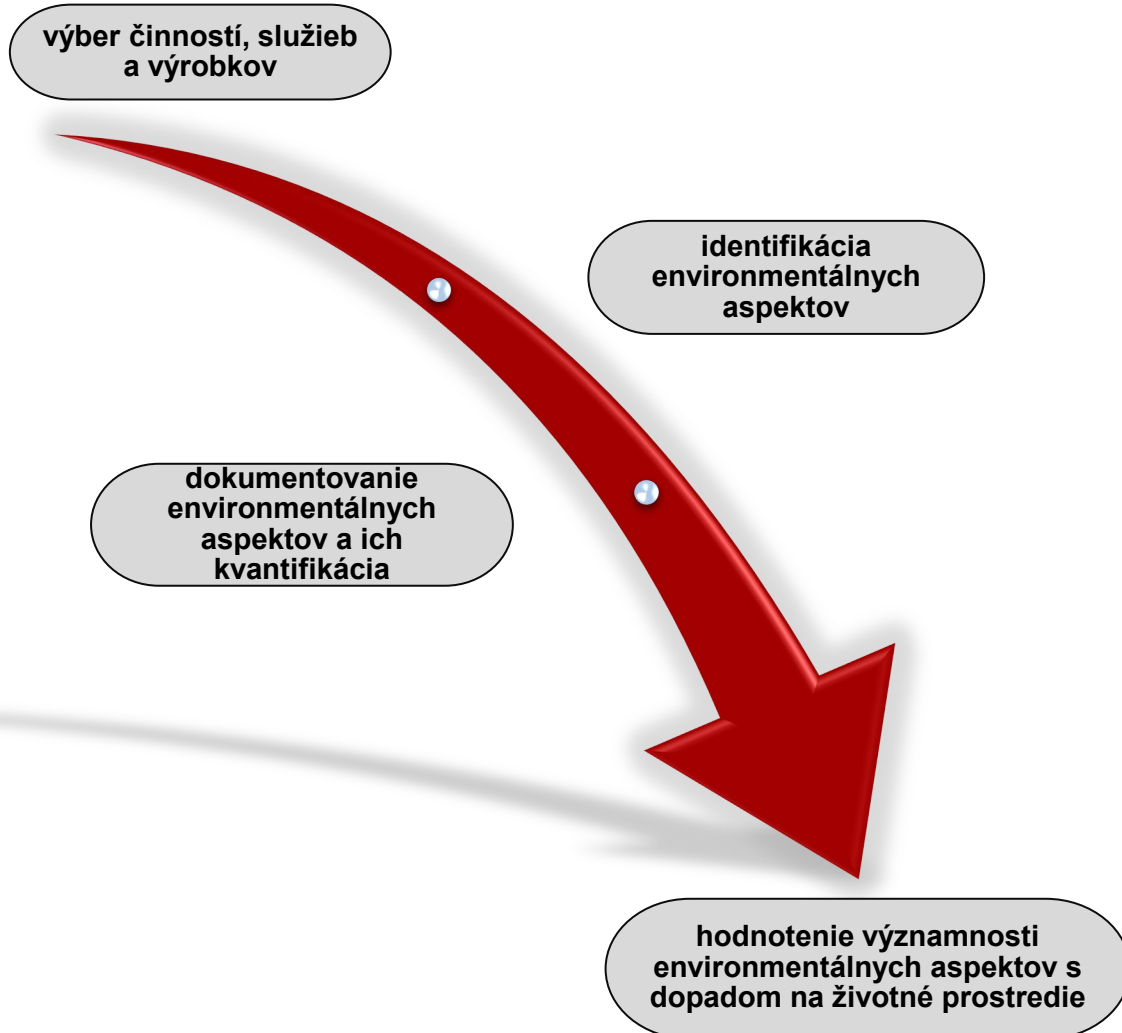 výber činností, služieb
a výrobkov
identifikácia
environmentálnych
aspektov
dokumentovanie
environmentálnych
aspektov a ich
kvantifikácia
hodnotenie významnosti
environmentálnych aspektov s
dopadom na životné prostredie